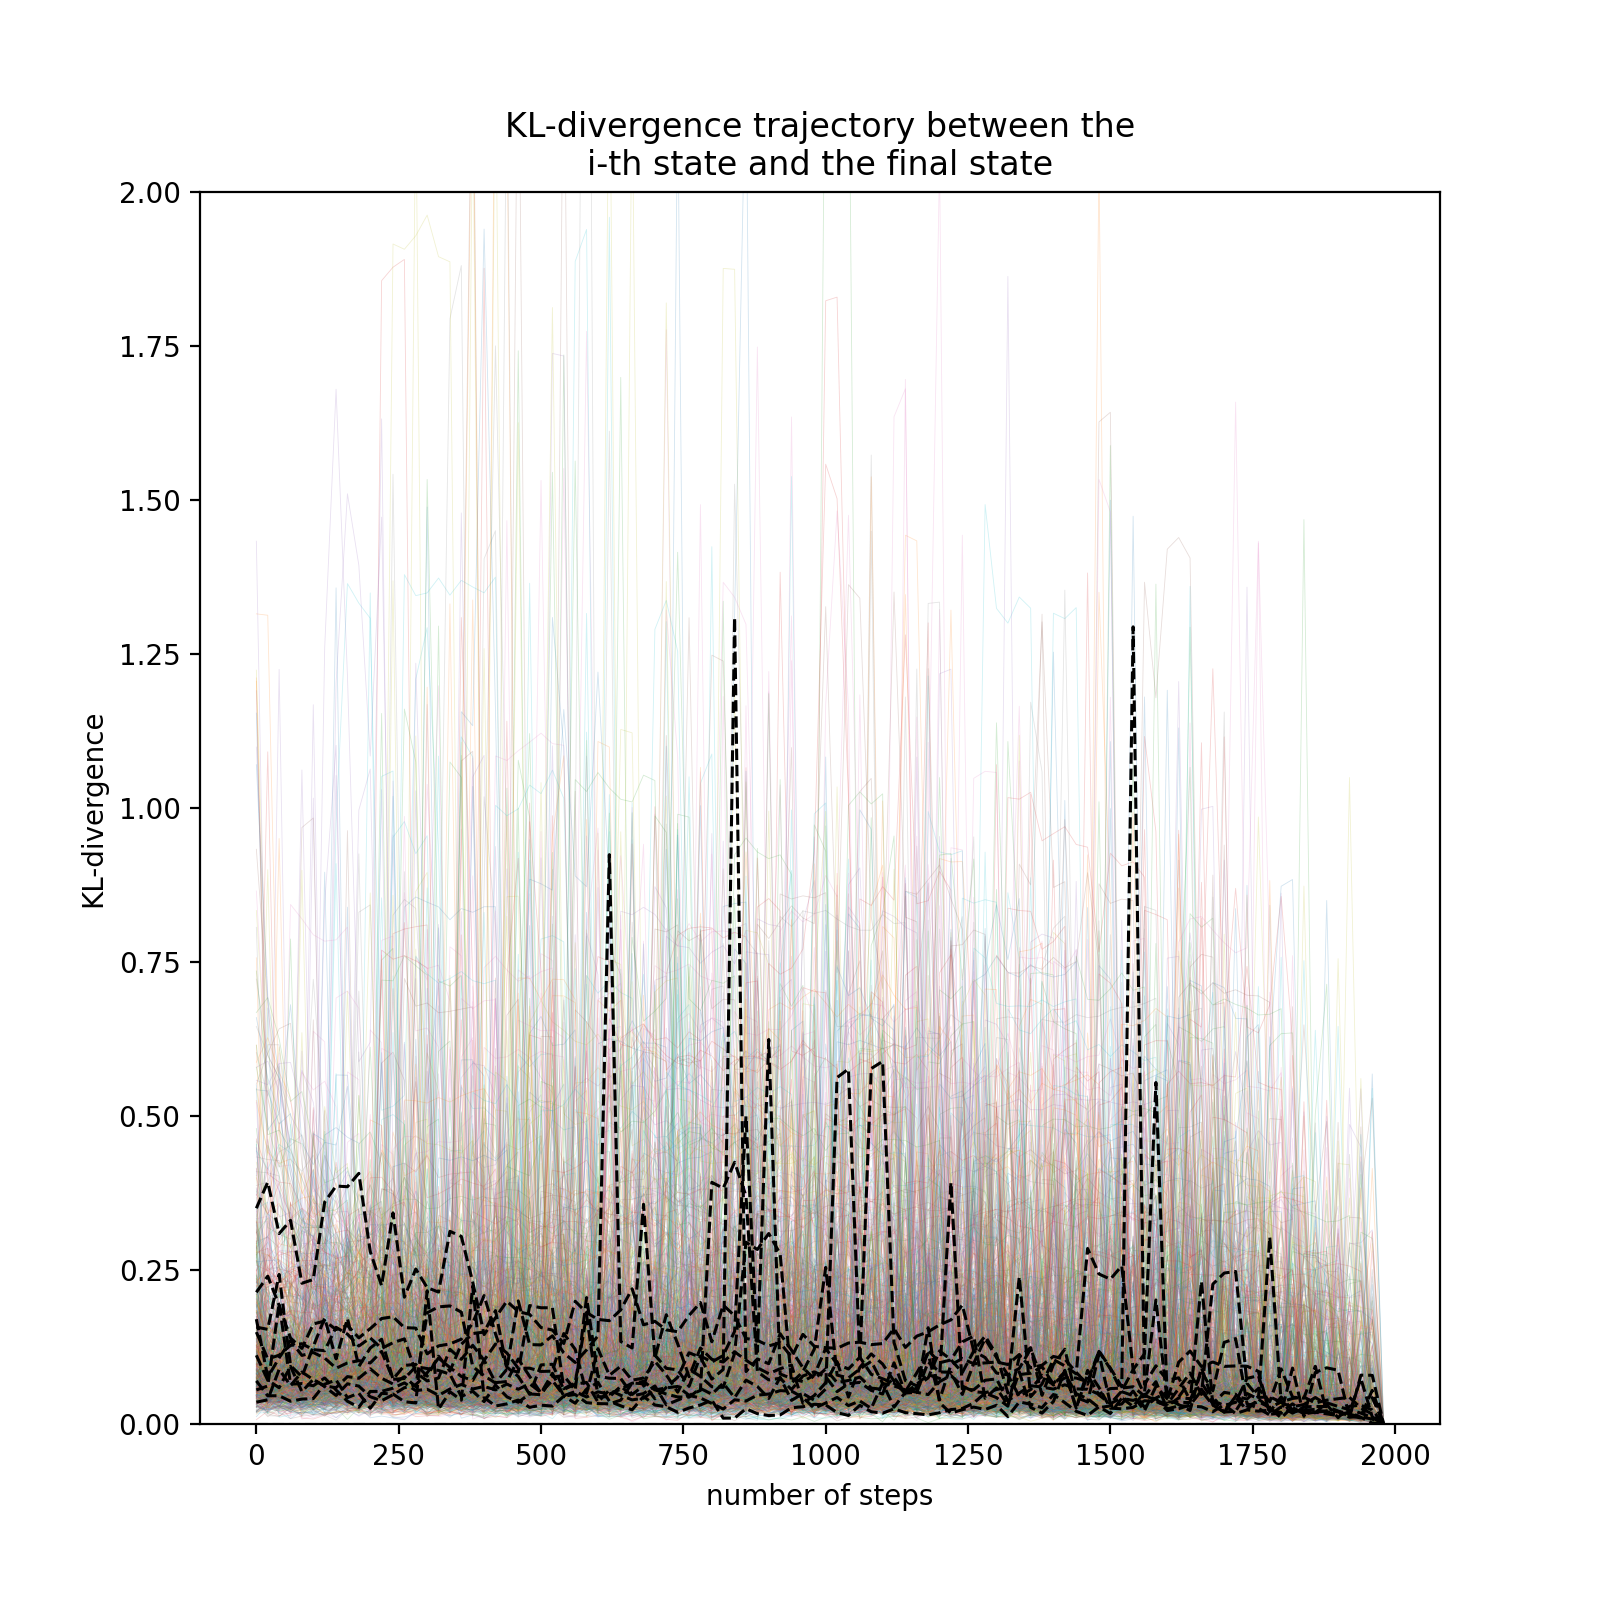 KL-divergence trajectory between the
i-th state and the final state
2.00
1.75
1.50
1.25
1.00
0.75
0.50
0.25
0.00
KL-divergence
0 250 500 750 1000 1250 1500 1750 2000
number of steps